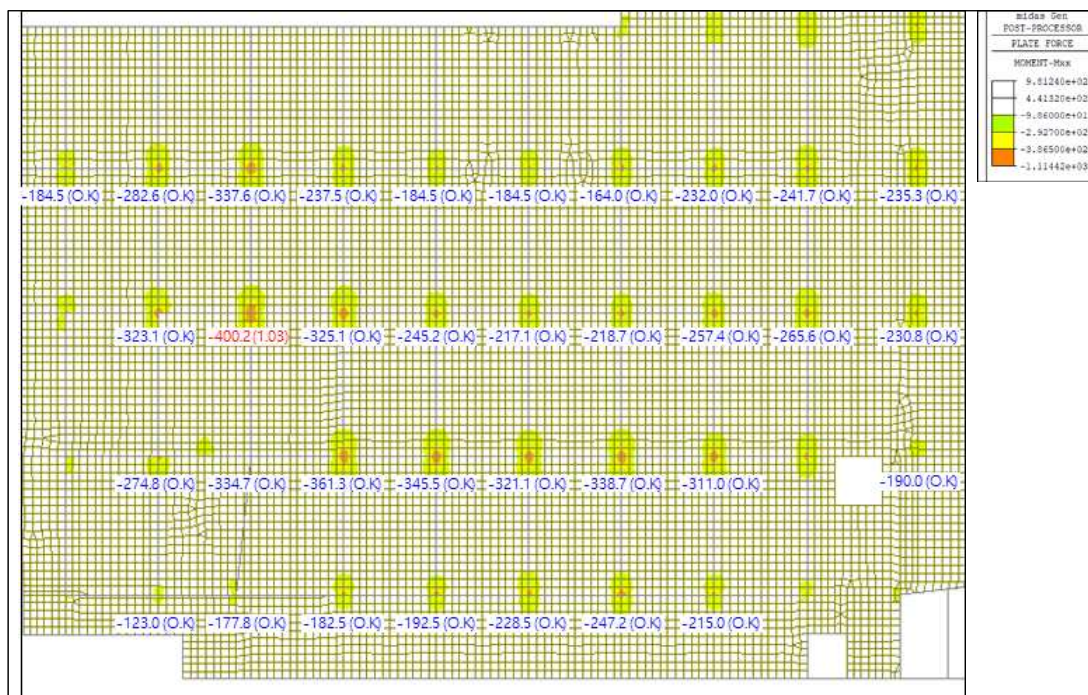 midas Gen
POST-PROCESSOR
PLATE FORCE
MOMENT-Mxx
9.81240e+02
4.41320e+02
-9.86000e+01
-2.92700e+02
-3.86500e+02
-1.11442e+03
-184.5 (O.K) -282.6 (O.K) -337.6 (O.K) -237.5 (O.K) -184.5 (O.K) -184.5 (O.K) -164.0 (O.K) -232.0 (O.K) -241.7 (O.K) -235.3 (O.K)
-323.1 (O.K) -400.2 (1.03) -325.1 (O.K) -245.2 (O.K) -217.1 (O.K) -218.7 (O.K) -257.4 (O.K) -265.6 (O.K) -230.8 (O.K)
-274.8 (O.K) -334.7 (O.K) -361.3 (O.K) -345.5 (O.K) -321.1 (O.K) -338.7 (O.K) -311.0 (O.K) -190.0 (O.K)
-123.0 (O.K) -177.8 (O.K) -182.5 (O.K) -192.5 (O.K) -228.5 (O.K) -247.2 (O.K) -215.0 (O.K)